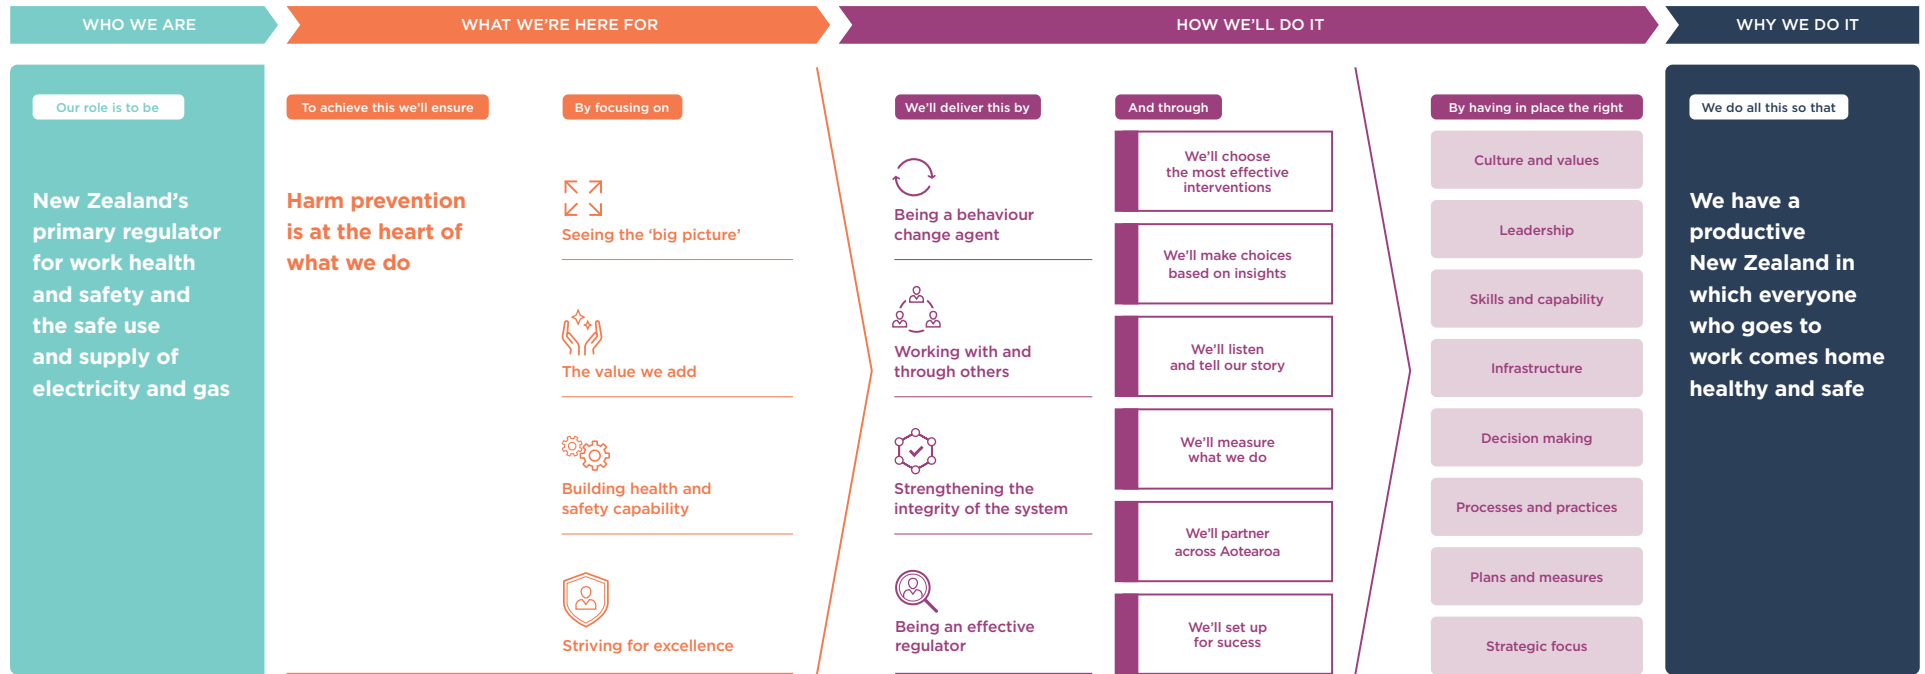 WHO WE ARE
WHAT WE'RE HERE FOR
HOW WE'LL DO IT
WHY WE DO IT
Our role is to be
New Zealand's
primary regulator
for work health
and safety and
the safe use
and supply of
electricity and gas
To achieve this we'll ensure
Harm prevention
is at the heart of
what we do
By focusing on
Seeing the 'big picture'
The value we add
Building health and
safety capability
Striving for excellence
We'll deliver this by
Being a behaviour
change agent
Working with and
through others
Strengthening the
integrity of the system
Being an effective
regulator
And through
We'll choose
the most effective
interventions
We'll make choices
based on insights
We'll listen
and tell our story
We'll measure
what we do
We'll partner
across Aotearoa
We'll set up
for sucess
By having in place the right
Culture and values
Leadership
Skills and capability
Infrastructure
Decision making
Processes and practices
Plans and measures
Strategic focus
We do all this so that
We have a
productive
New Zealand in
which everyone
who goes to
work comes home
healthy and safe